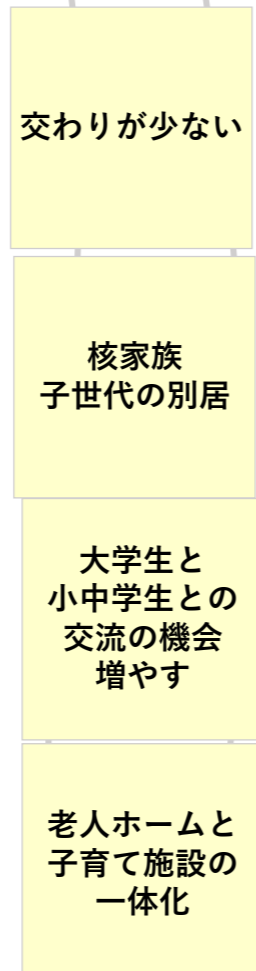 交わりが少ない
核家族
子世代の別居
大学生と
小中学生との
交流の機会
増やす
老人ホームと
子育て施設の
一体化